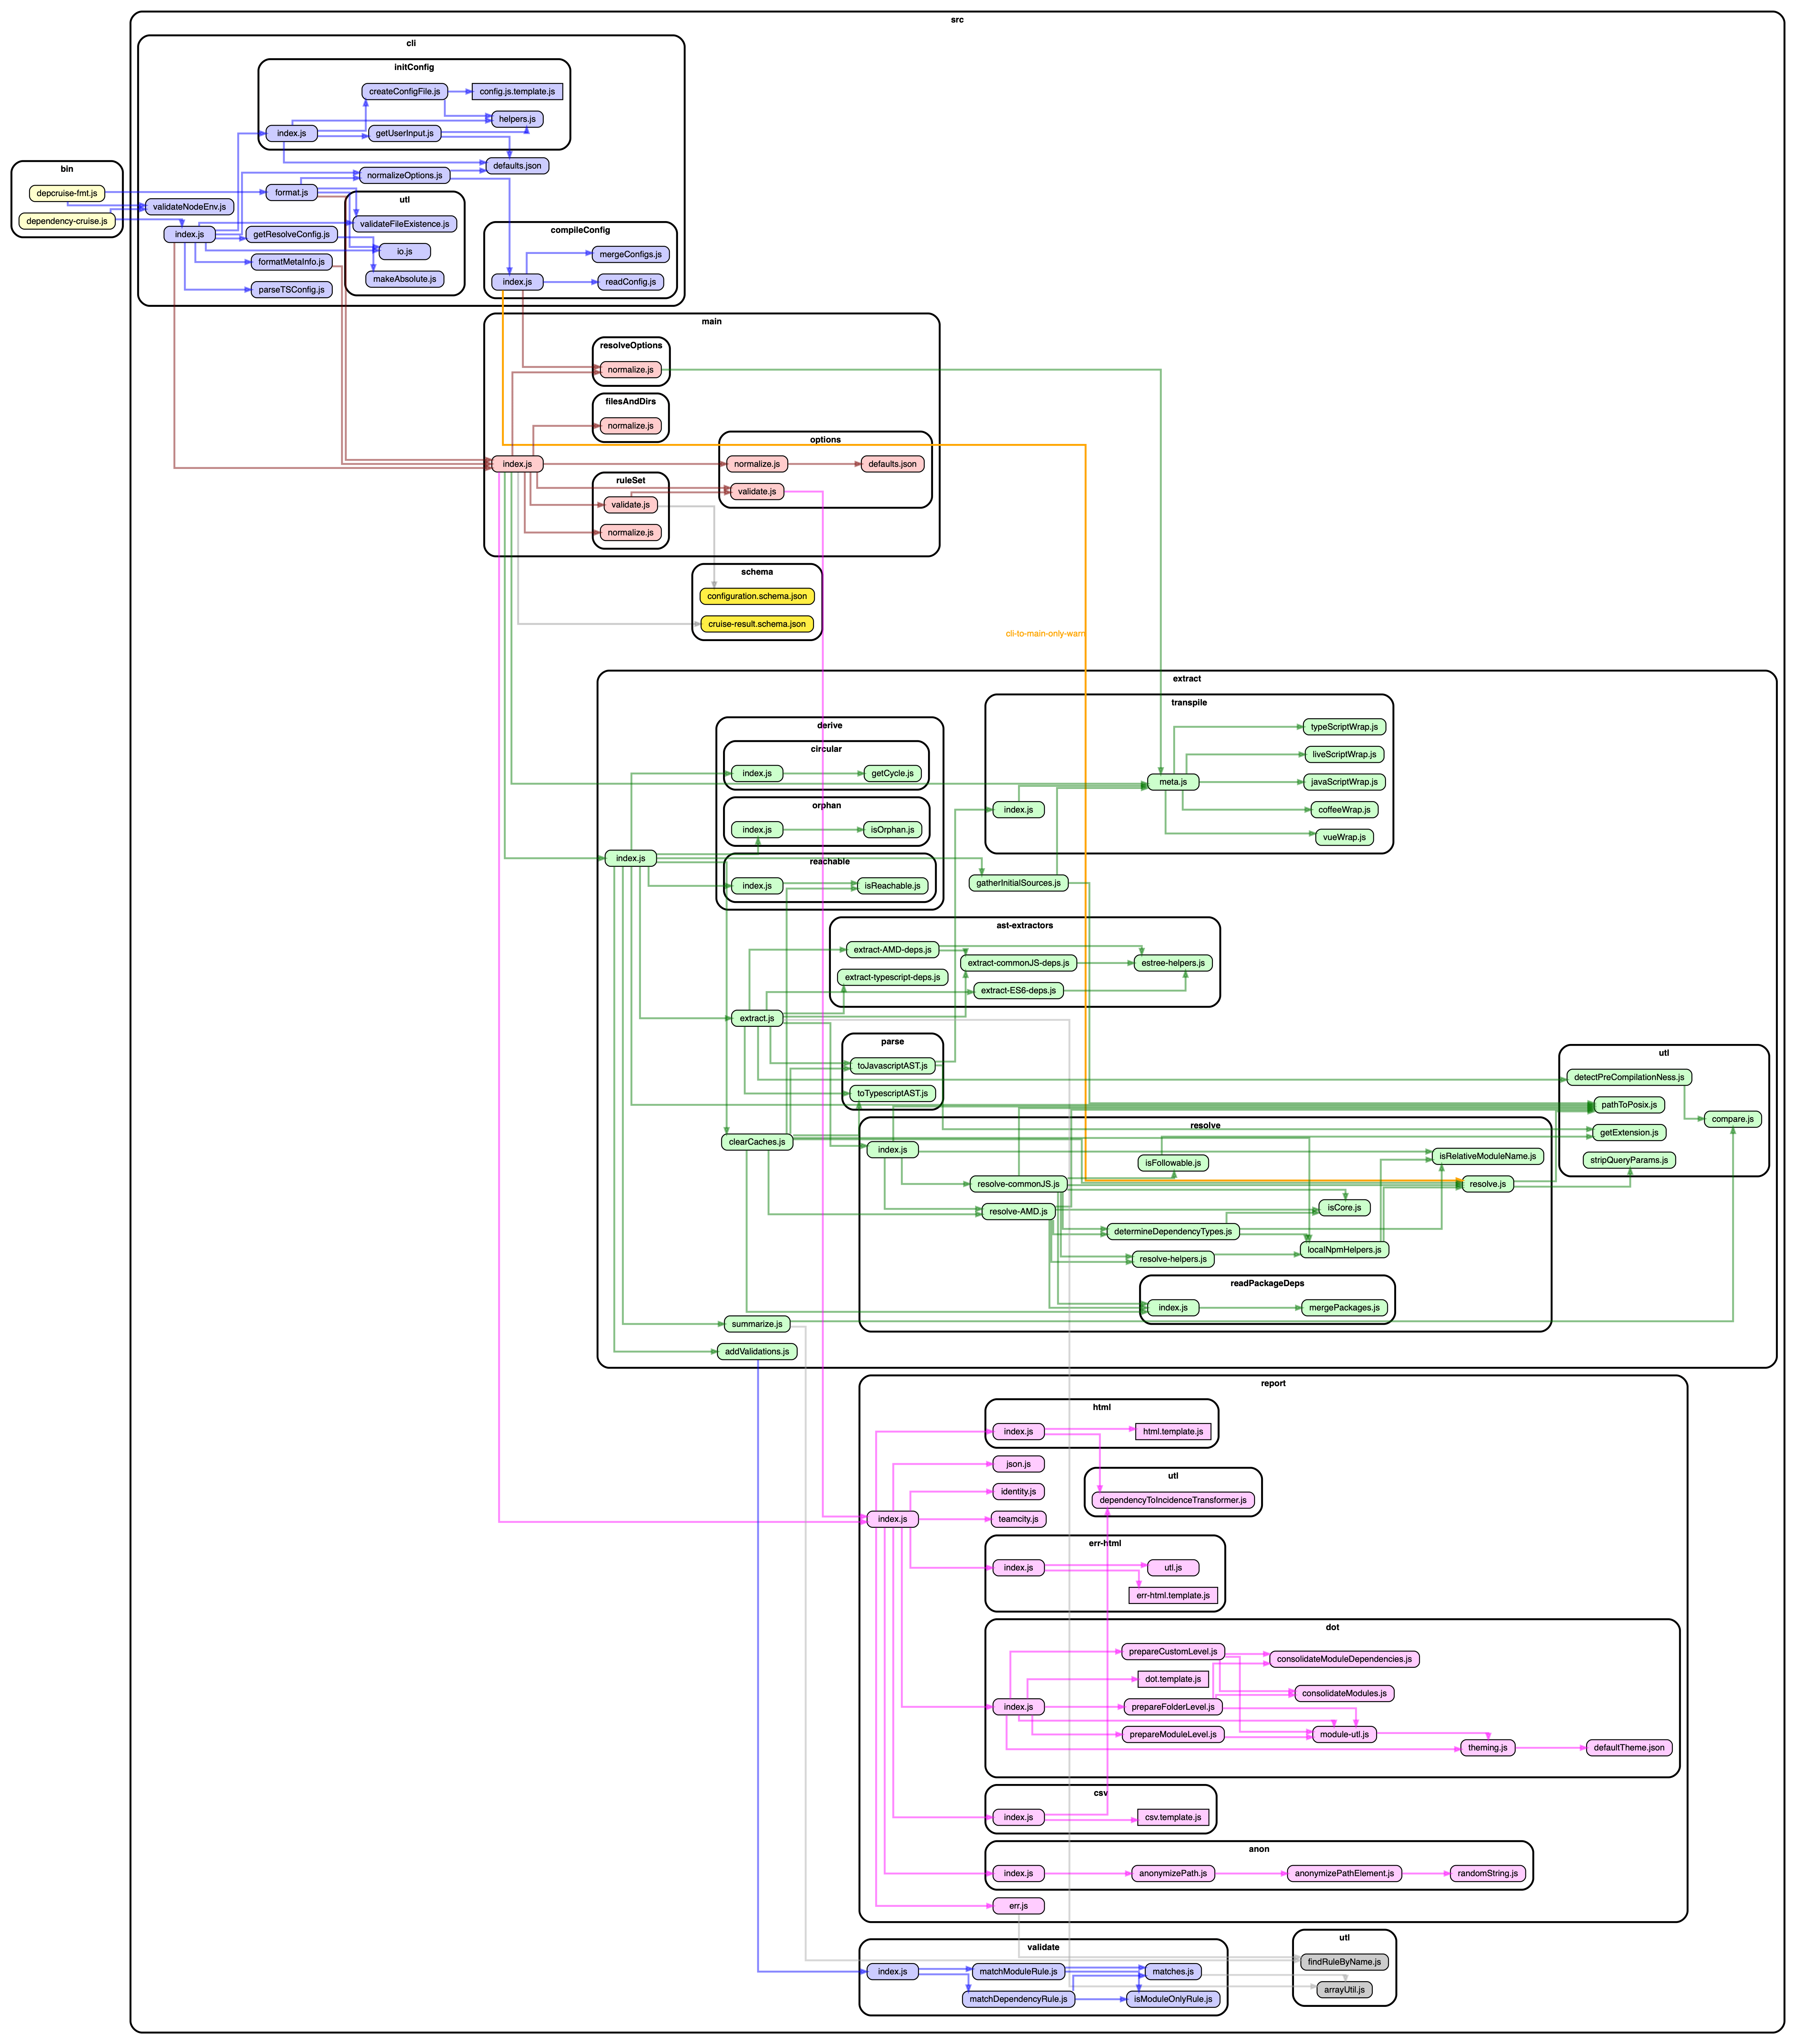 src
cli
initConfig
createConfigFile.js
config.js.template.js
helpers.js
index.js
getUserInput.js
defaults.json
bin
depcruise-fmt.js
dependency-cruise.js
normalizeOptions.js
format.js
validateNodeEnv.js
utl
validateFileExistence.js
io.js
makeAbsolute.js
index.js
getResolveConfig.js
formatMetaInfo.js
parseTSConfig.js
compileConfig
mergeConfigs.js
index.js
readConfig.js
main
resolveOptions
normalize.js
filesAndDirs
normalize.js
options
index.js
normalize.js
defaults.json
validate.js
ruleSet
validate.js
normalize.js
schema
configuration.schema.json
cruise-result.schema.json
cli-to-main-only-warn
extract
transpile
typeScriptWrap.js
liveScriptWrap.js
meta.js
javaScriptWrap.js
index.js
coffeeWrap.js
vueWrap.js
derive
circular
index.js
getCycle.js
orphan
index.js
isOrphan.js
index.js
reachable
index.js
isReachable.js
gatherInitialSources.js
ast-extractors
extract-AMD-deps.js
extract-commonJS-deps.js
estree-helpers.js
extract-typescript-deps.js
extract-ES6-deps.js
extract.js
parse
toJavascriptAST.js
toTypescriptAST.js
utl
detectPreCompilationNess.js
pathToPosix.js
compare.js
getExtension.js
stripQueryParams.js
clearCaches.js
resolve
index.js
isRelativeModuleName.js
isFollowable.js
resolve-commonJS.js
resolve.js
resolve-AMD.js
isCore.js
determineDependencyTypes.js
localNpmHelpers.js
resolve-helpers.js
readPackageDeps
index.js
mergePackages.js
summarize.js
addValidations.js
report
html
index.js
html.template.js
json.js
utl
identity.js
dependencyToIncidenceTransformer.js
index.js
teamcity.js
err-html
index.js
utl.js
err-html.template.js
dot
prepareCustomLevel.js
consolidateModuleDependencies.js
dot.template.js
consolidateModules.js
index.js
prepareFolderLevel.js
prepareModuleLevel.js
module-utl.js
theming.js
defaultTheme.json
csv
index.js
csv.template.js
anon
index.js
anonymizePath.js
anonymizePathElement.js
randomString.js
err.js
validate
index.js
matchModuleRule.js
matches.js
matchDependencyRule.js
isModuleOnlyRule.js
utl
findRuleByName.js
arrayUtil.js